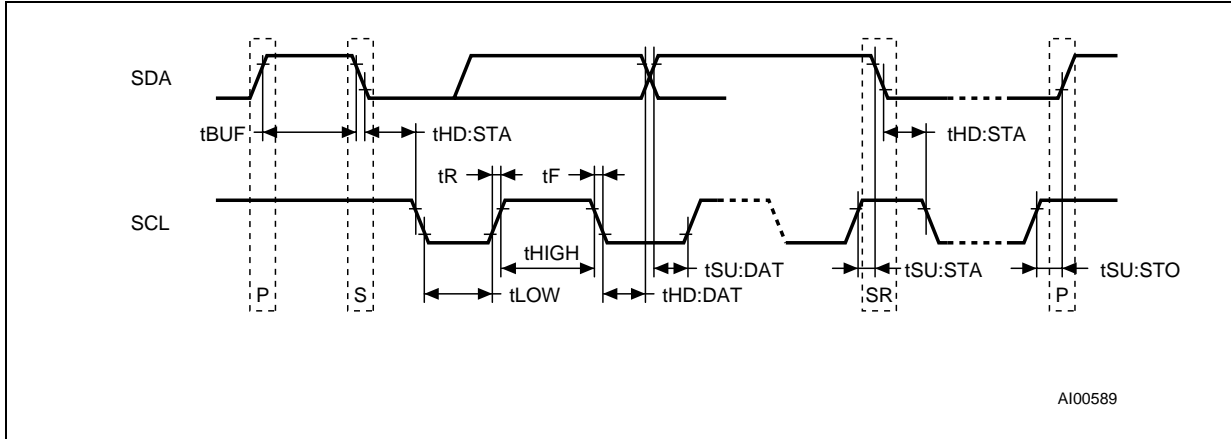 SDA
tBUF
tHD:STA
tHD:STA
tR
tF
SCL
tHIGH
tSU:DAT
tSU:STA
tSU:STO
P
S
tLOW
tHD:DAT
SR
P
AI00589